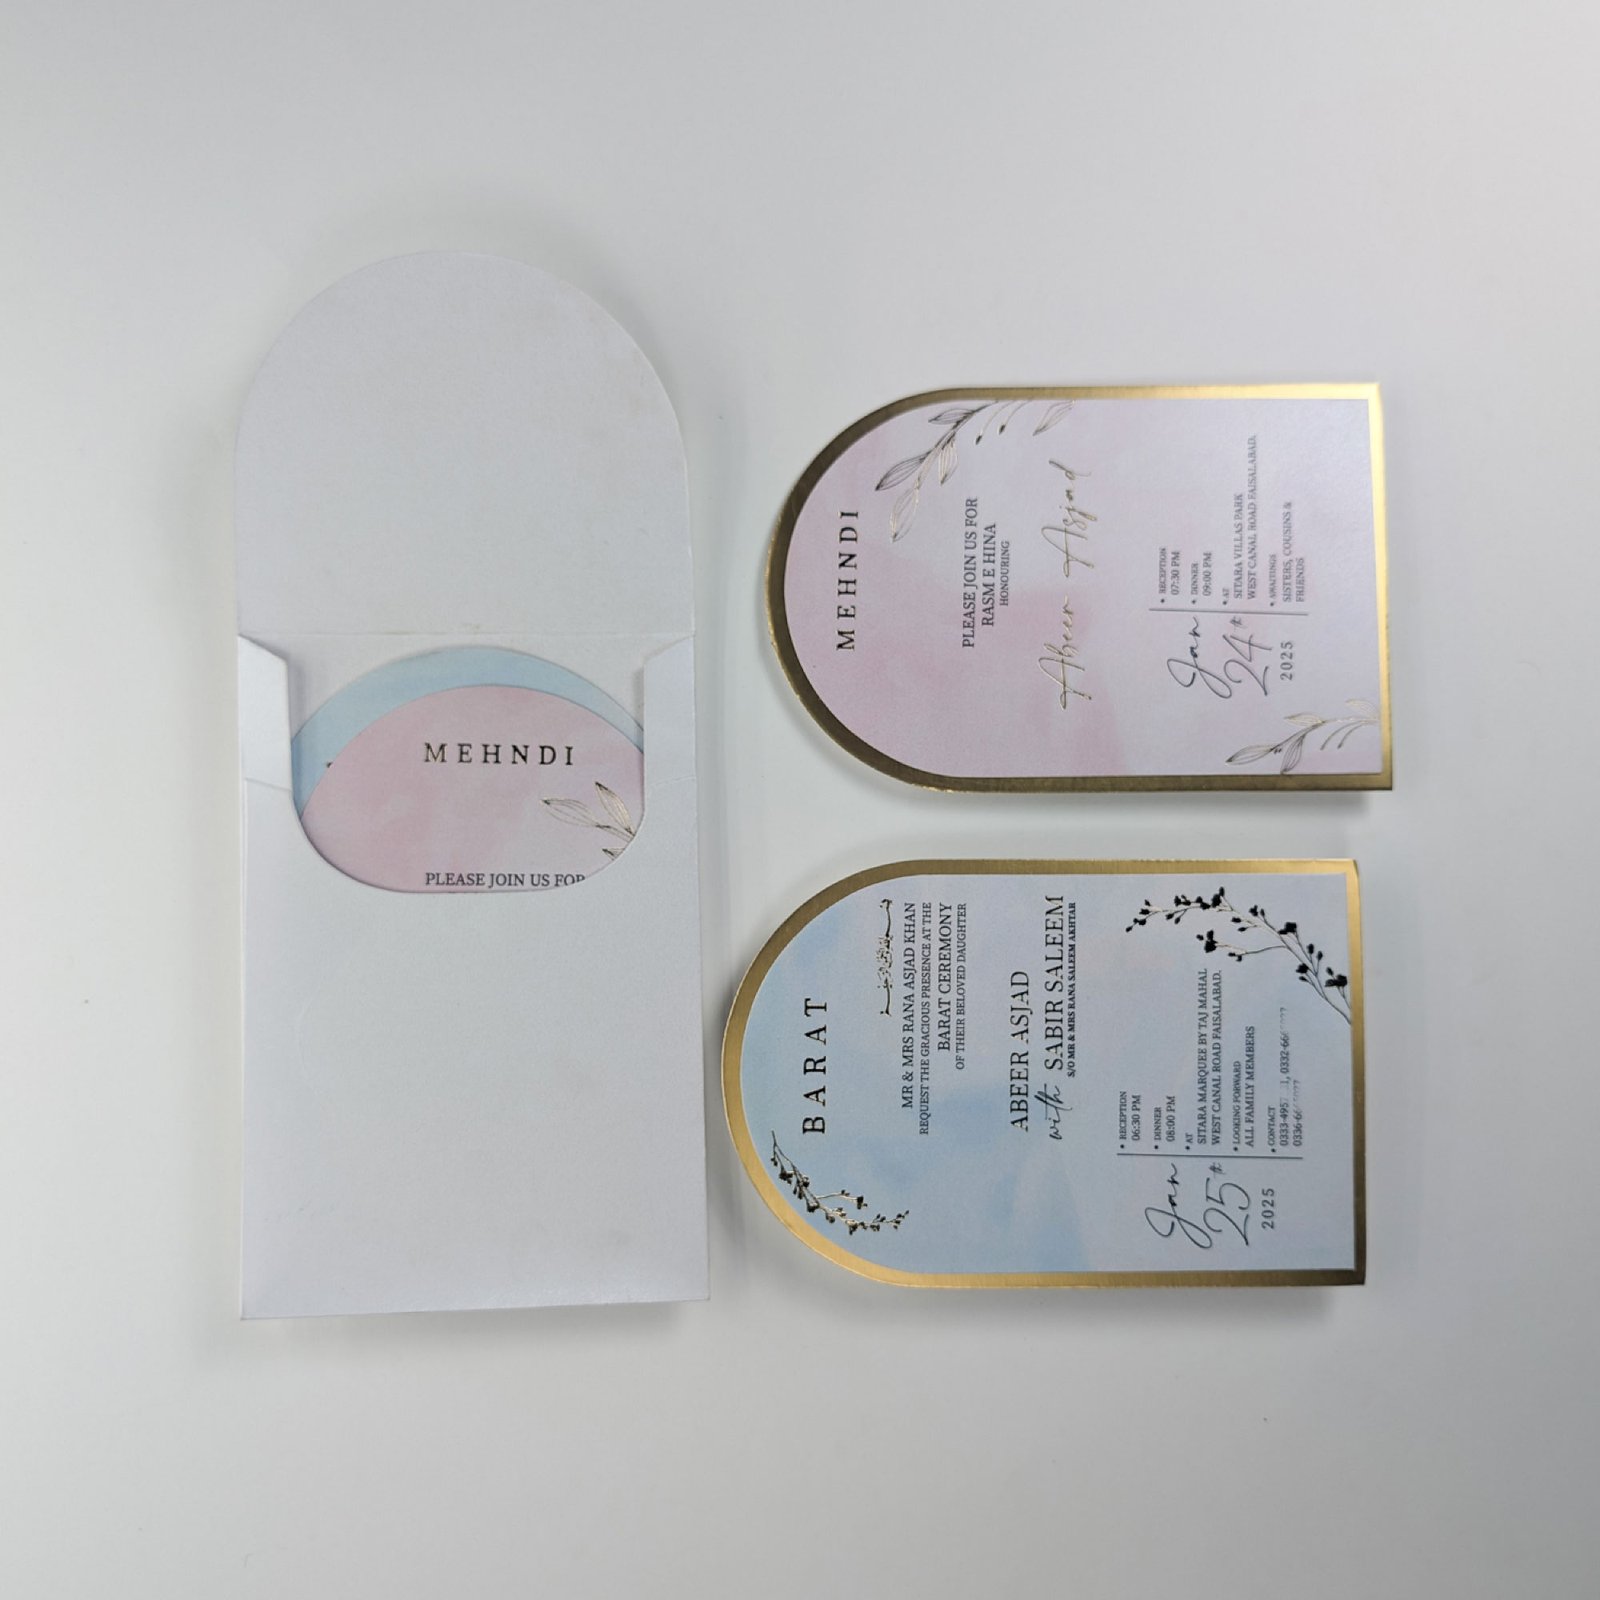 MEHNDI
PLEASE JOIN US FOR
MEHNDI
PLEASE JOIN US FOR
RASM E HINA
HONOURING
Abeer Asjad
Jan
24th
2025
• RECEPTION
07:30 PM
• DINNER
09:00 PM
• AT
SITARA VILLAS PARK
WEST CANAL ROAD FAISALABAD.
• AWAITINGS
SISTERS, COUSINS &
FRIENDS
BARAT
MR & MRS RANA ASJAD KHAN
REQUEST THE GRACIOUS PRESENCE AT THE
BARAT CEREMONY
OF THEIR BELOVED DAUGHTER
ABEER ASJAD
with SABIR SALEEM
S/O MR & MRS RANA SALEEM AKHTAR
Jan
25th
2025
• RECEPTION
06:30 PM
• DINNER
08:00 PM
• AT
SITARA MARQUEE BY TAJ MAHAL
WEST CANAL ROAD FAISALABAD.
• LOOKING FORWARD
ALL FAMILY MEMBERS
• CONTACT